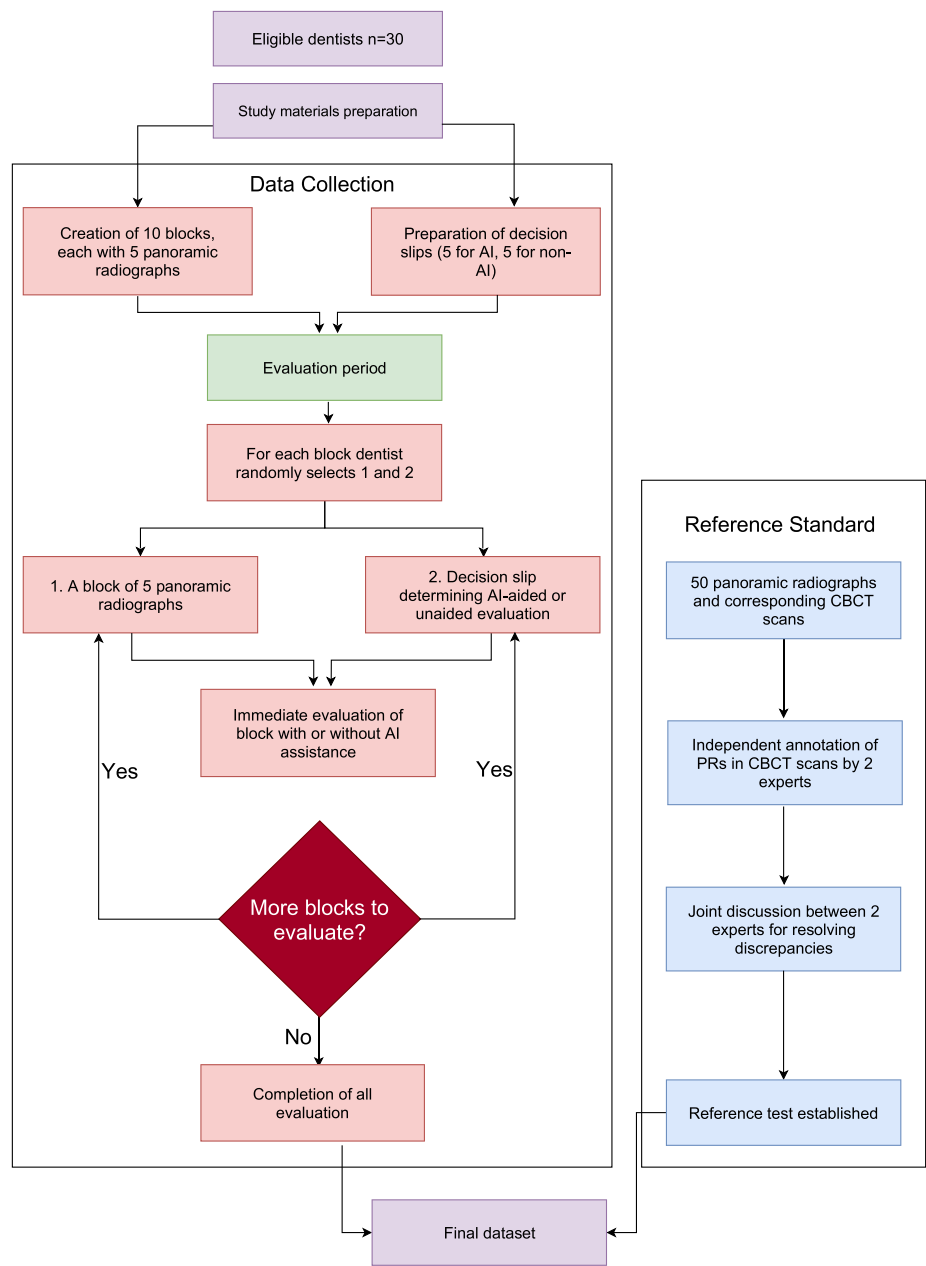 Eligible dentists n=30
Study materials preparation
Data Collection
Creation of 10 blocks,
each with 5 panoramic
radiographs
Preparation of decision
slips (5 for AI, 5 for non-
AI)
Evaluation period
For each block dentist
randomly selects 1 and 2
1. A block of 5 panoramic
radiographs
2. Decision slip
determining AI-aided or
unaided evaluation
Immediate evaluation of
block with or without AI
assistance
Yes
Yes
More blocks to
evaluate?
No
Completion of all
evaluation
Reference Standard
50 panoramic radiographs
and corresponding CBCT
scans
Independent annotation of
PRs in CBCT scans by 2
experts
Joint discussion between 2
experts for resolving
discrepancies
Reference test established
Final dataset